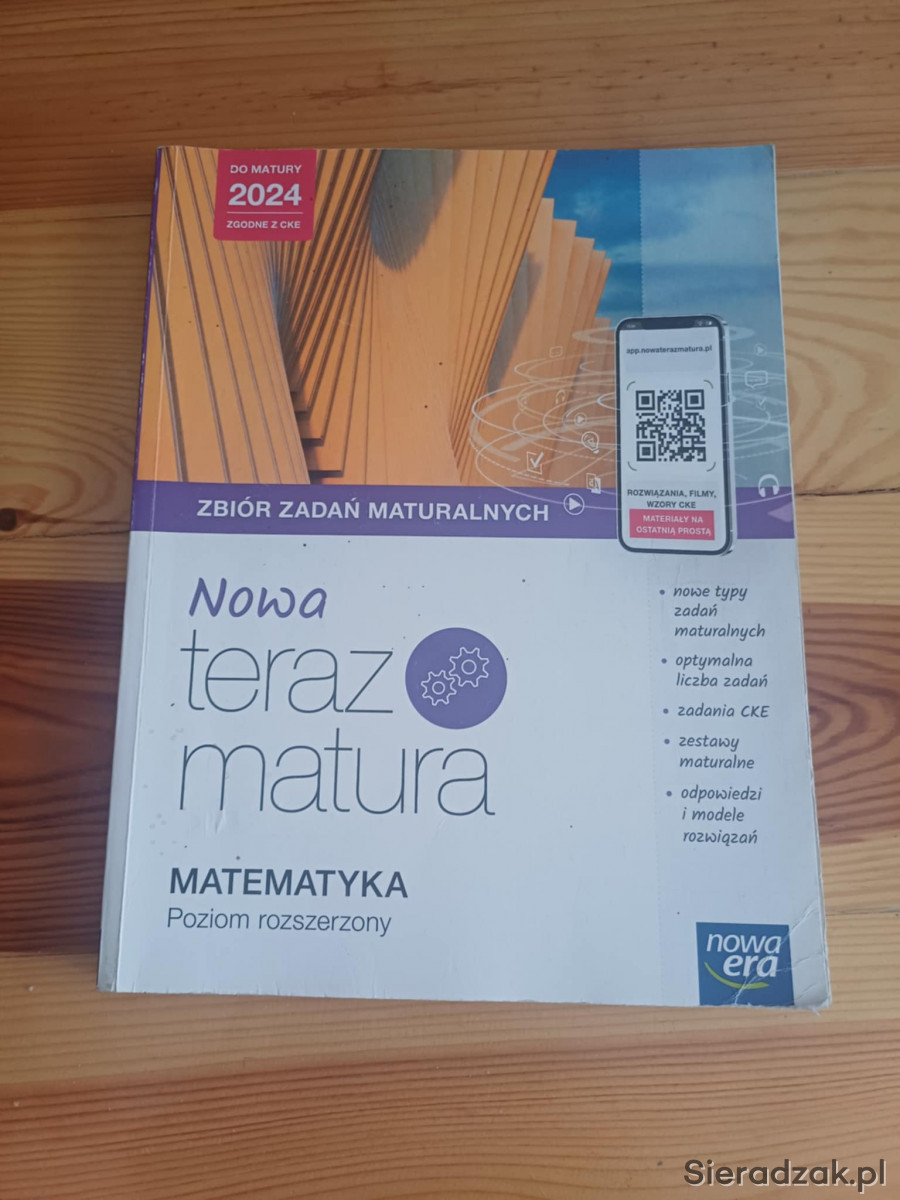 DO MATURY
2024
ZGODNE Z CKE
app.nowaterazmatura.pl
ROZWIĄZANIA, FILMY,
WZORY CKE
MATERIAŁY NA
OSTATNIĄ PROSTĄ
ZBIÓR ZADAŃ MATURALNYCH
Nowa
teraz
matura
• nowe typy
zadań
maturalnych
• optymalna
liczba zadań
• zadania CKE
• zestawy
maturalne
• odpowiedzi
i modele
rozwiązań
MATEMATYKA
Poziom rozszerzony
nowa
era
Sieradzak.pl